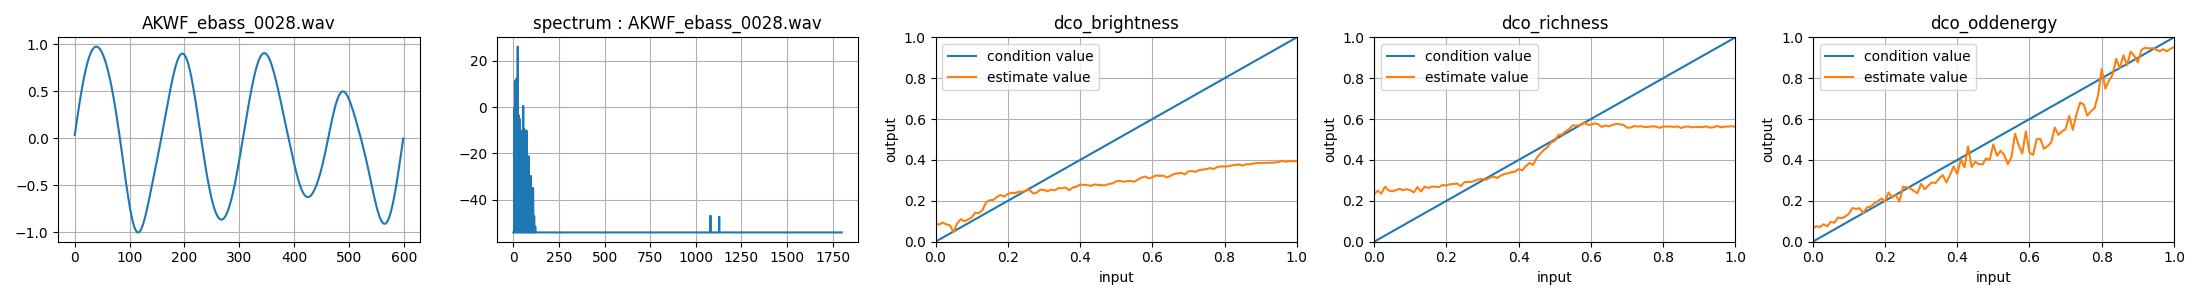 AKWF_ebass_0028.wav
1.0
0.5
0.0
−0.5
−1.0
0 100 200 300 400 500 600
spectrum : AKWF_ebass_0028.wav
20
0
−20
−40
0 250 500 750 1000 1250 1500 1750
dco_brightness
condition value
estimate value
output
1.0
0.8
0.6
0.4
0.2
0.0
0.0 0.2 0.4 0.6 0.8 1.0
input
dco_richness
condition value
estimate value
output
1.0
0.8
0.6
0.4
0.2
0.0
0.0 0.2 0.4 0.6 0.8 1.0
input
dco_oddenergy
condition value
estimate value
output
1.0
0.8
0.6
0.4
0.2
0.0
0.0 0.2 0.4 0.6 0.8 1.0
input